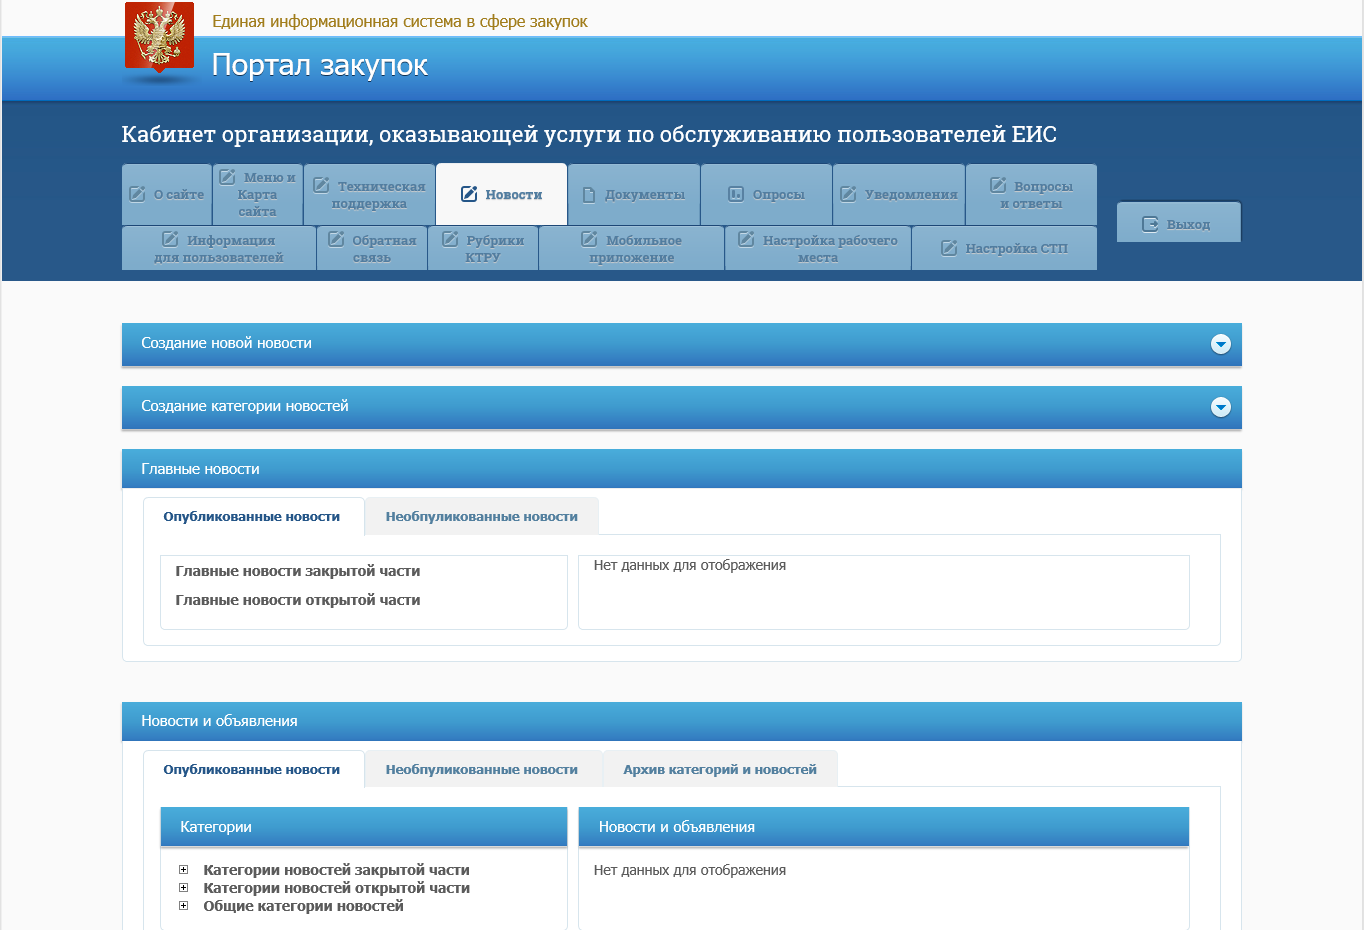 Единая информационная система в сфере закупок
Портал закупок
Кабинет организации, оказывающей услуги по обслуживанию пользователей ЕИС
О сайте
Меню и
Карта
сайта
Техническая
поддержка
Новости
Документы
Опросы
Уведомления
Вопросы
и ответы
Выход
Информация
для пользователей
Обратная
связь
Рубрики
КТРУ
Мобильное
приложение
Настройка рабочего
места
Настройка СТП
Создание новой новости
Создание категории новостей
Главные новости
Опубликованные новости
Необпуликованные новости
Главные новости закрытой части
Главные новости открытой части
Нет данных для отображения
Новости и объявления
Опубликованные новости
Необпуликованные новости
Архив категорий и новостей
Категории
Новости и объявления
Категории новостей закрытой части
Категории новостей открытой части
Общие категории новостей
Нет данных для отображения